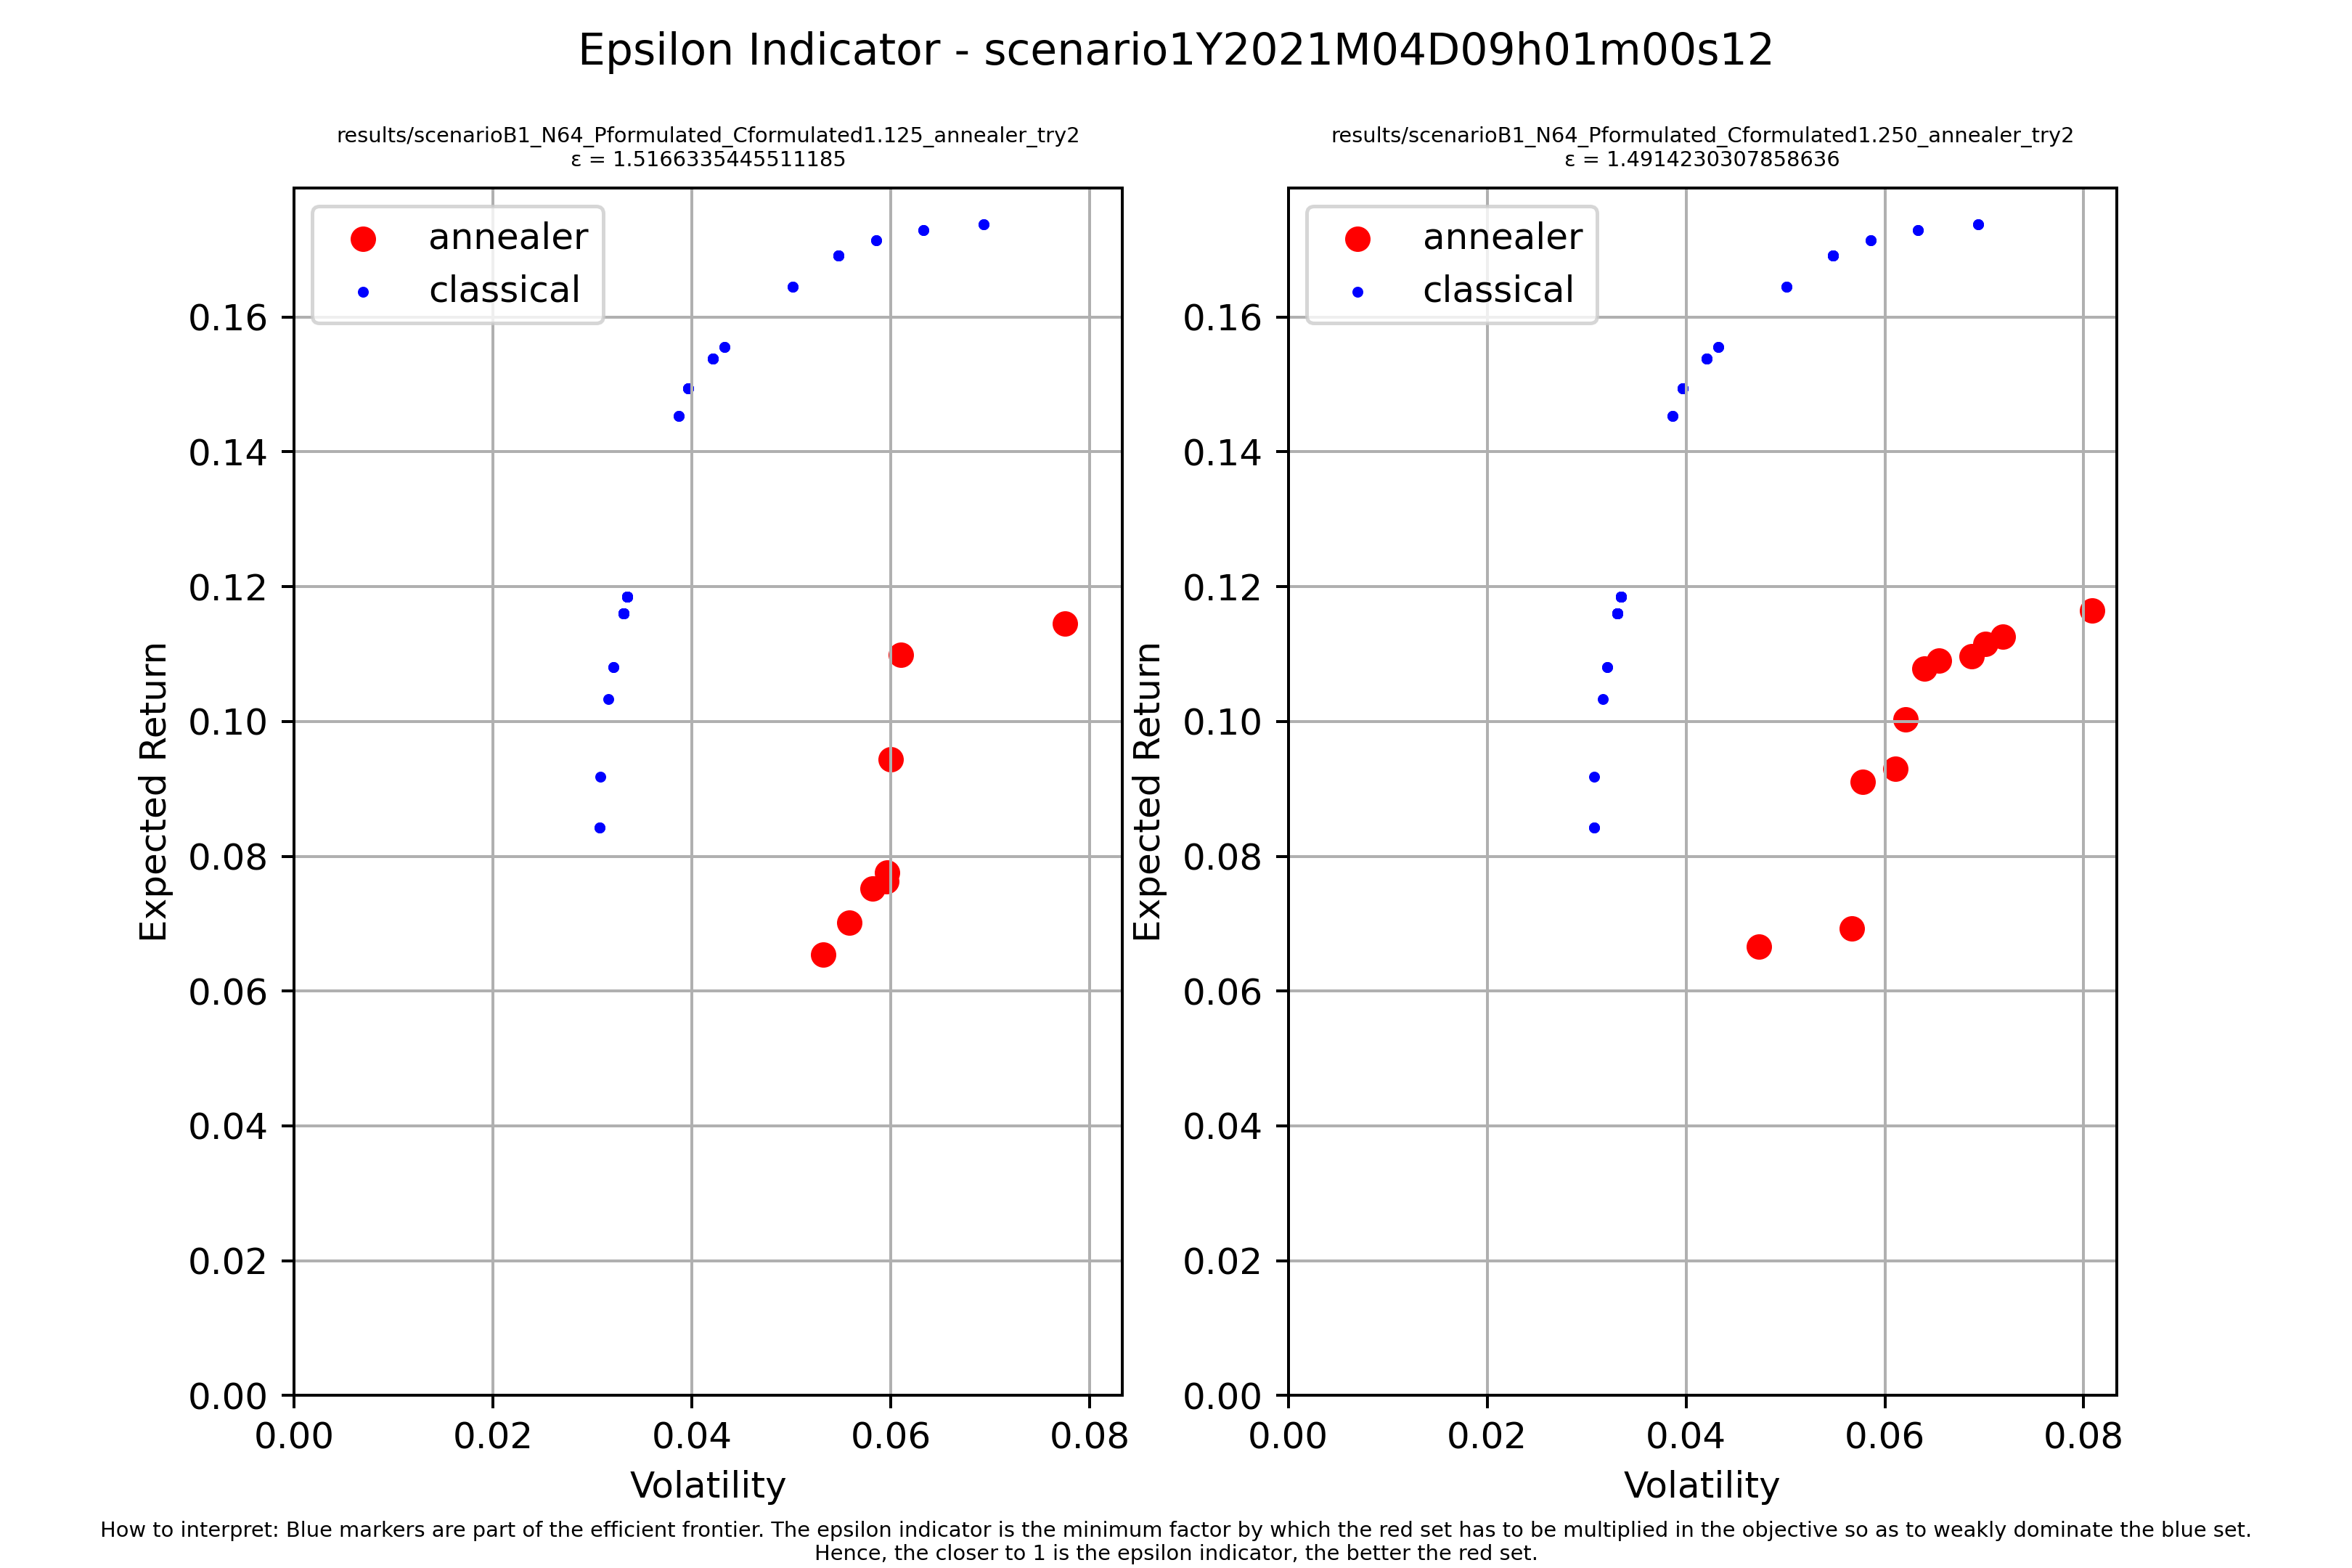 Epsilon Indicator - scenario1Y2021M04D09h01m00s12
results/scenarioB1_N64_Pformulated_Cformulated1.125_annealer_try2
ε = 1.5166335445511185
annealer
classical
0.16
0.14
0.12
0.10
0.08
0.06
0.04
0.02
0.00
Expected Return
0.00 0.02 0.04 0.06 0.08
Volatility
results/scenarioB1_N64_Pformulated_Cformulated1.250_annealer_try2
ε = 1.4914230307858636
annealer
classical
0.16
0.14
0.12
0.10
0.08
0.06
0.04
0.02
0.00
Expected Return
0.00 0.02 0.04 0.06 0.08
Volatility
How to interpret: Blue markers are part of the efficient frontier. The epsilon indicator is the minimum factor by which the red set has to be multiplied in the objective so as to weakly dominate the blue set.
Hence, the closer to 1 is the epsilon indicator, the better the red set.